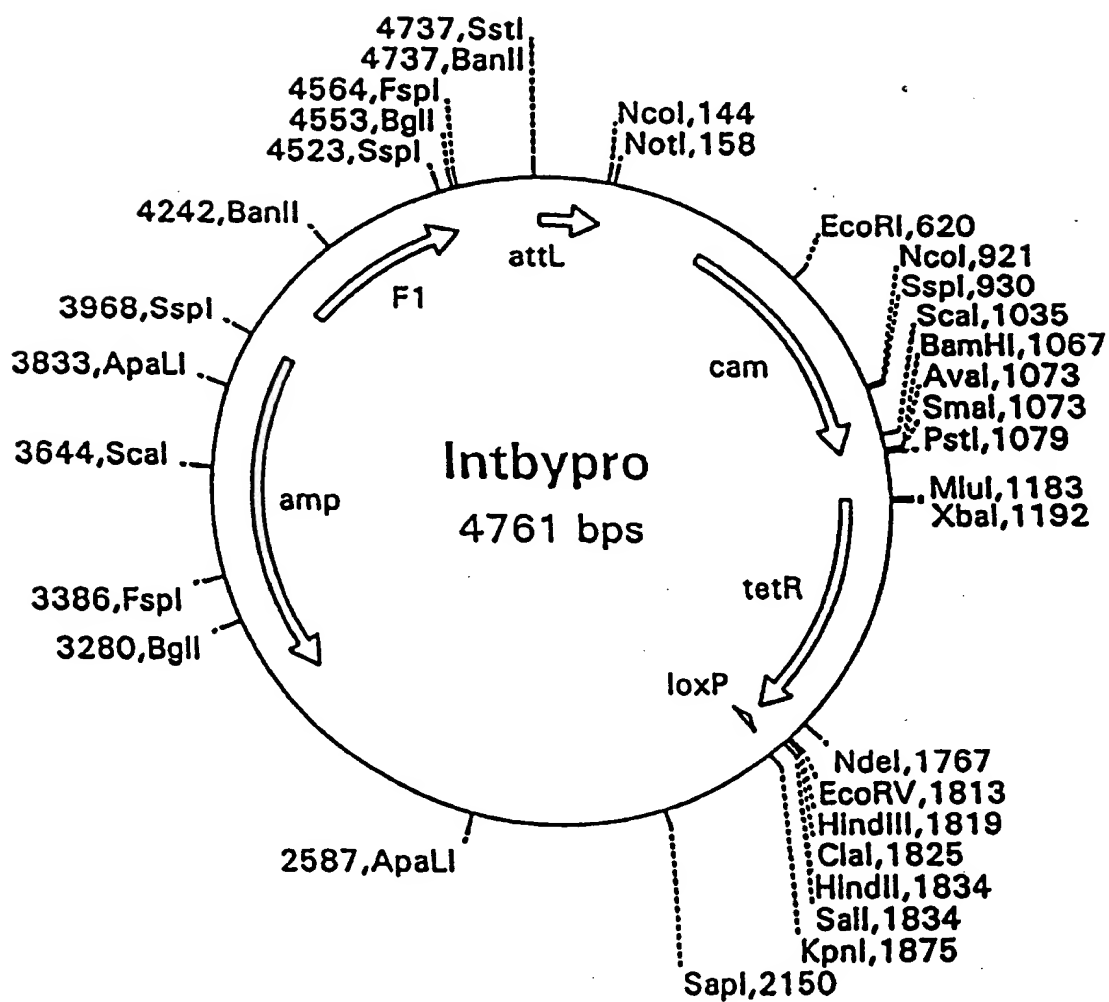 4737,SstI
4737,BanII
4564,FspI
4553,BglI
4523,SspI
4242,BanII
3968,SspI
3833,ApaLI
3644,ScaI
3386,FspI
3280,BglI
2587,ApaLI
NcoI,144
NotI,158
EcoRI,620
NcoI,921
SspI,930
ScaI,1035
BamHI,1067
AvaI,1073
SmaI,1073
PstI,1079
MluI,1183
XbaI,1192
NdeI,1767
EcoRV,1813
HindIII,1819
ClaI,1825
HindII,1834
SalI,1834
KpnI,1875
SapI,2150
attL
F1
cam
Intbypro
4761 bps
amp
tetR
loxP